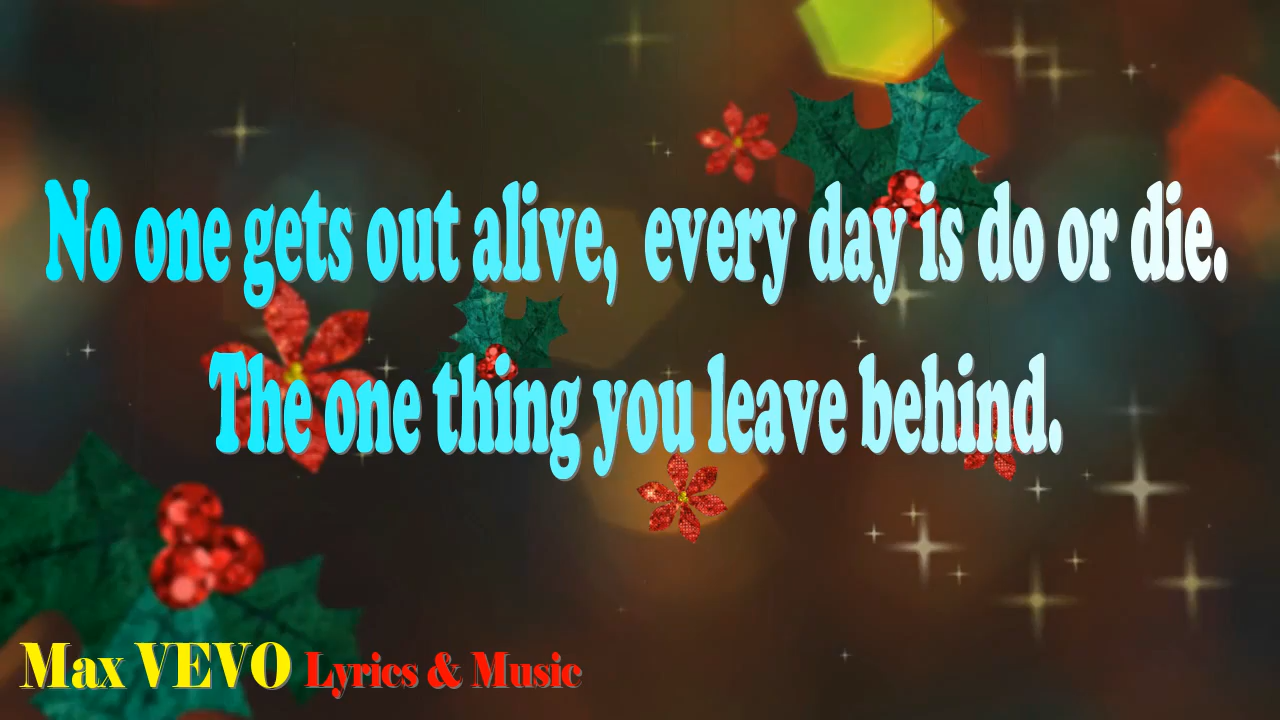 No one gets out alive,  every day is do or die.
The one thing you leave behind.
Max VEVO Lyrics & Music